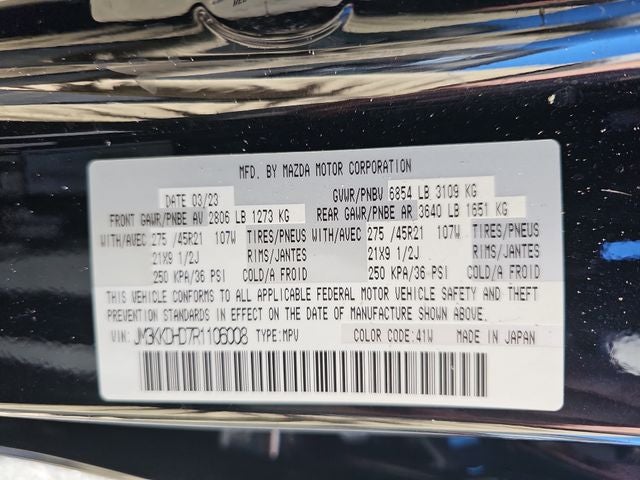 MFD. BY MAZDA MOTOR CORPORATION
DATE 03/23 GVWR/PNBV 6854 LB 3109 KG
FRONT GAWR/PNBE AV 2806 LB 1273 KG REAR GAWR/PNBE AR 3640 LB 1651 KG
WITH/AVEC 275 /45R21 107W TIRES/PNEUS WITH/AVEC 275 /45R21 107W TIRES/PNEUS
21X9 1/2J RIMS/JANTES 21X9 1/2J RIMS/JANTES
250 KPA/36 PSI COLD/A FROID 250 KPA/36 PSI COLD/A FROID
THIS VEHICLE CONFORMS TO ALL APPLICABLE FEDERAL MOTOR VEHICLE SAFETY AND THEFT
PREVENTION STANDARDS IN EFFECT ON THE DATE OF MANUFACTURE SHOWN ABOVE.
VIN: JM3KKDHD7R1106008 TYPE:MPV COLOR CODE:41W MADE IN JAPAN